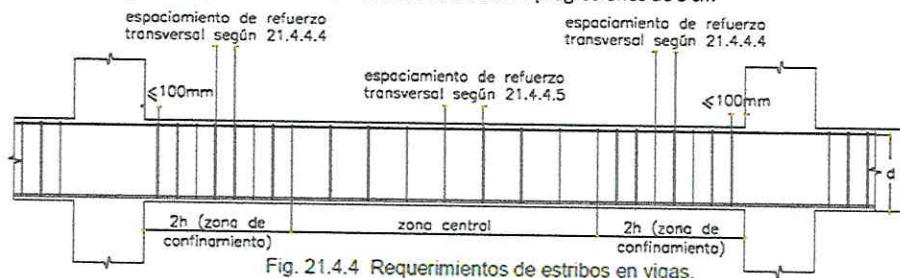 espaciamiento de refuerzo
transversal según 21.4.4.4
espaciamiento de refuerzo
transversal según 21.4.4.4
espaciamiento de refuerzo
transversal según 21.4.4.5
≤100mm
≤100mm
d
2h (zona de
confinamiento)
zona central
2h (zona de
confinamiento)
Fig. 21.4.4 Requerimientos de estribos en vigas.